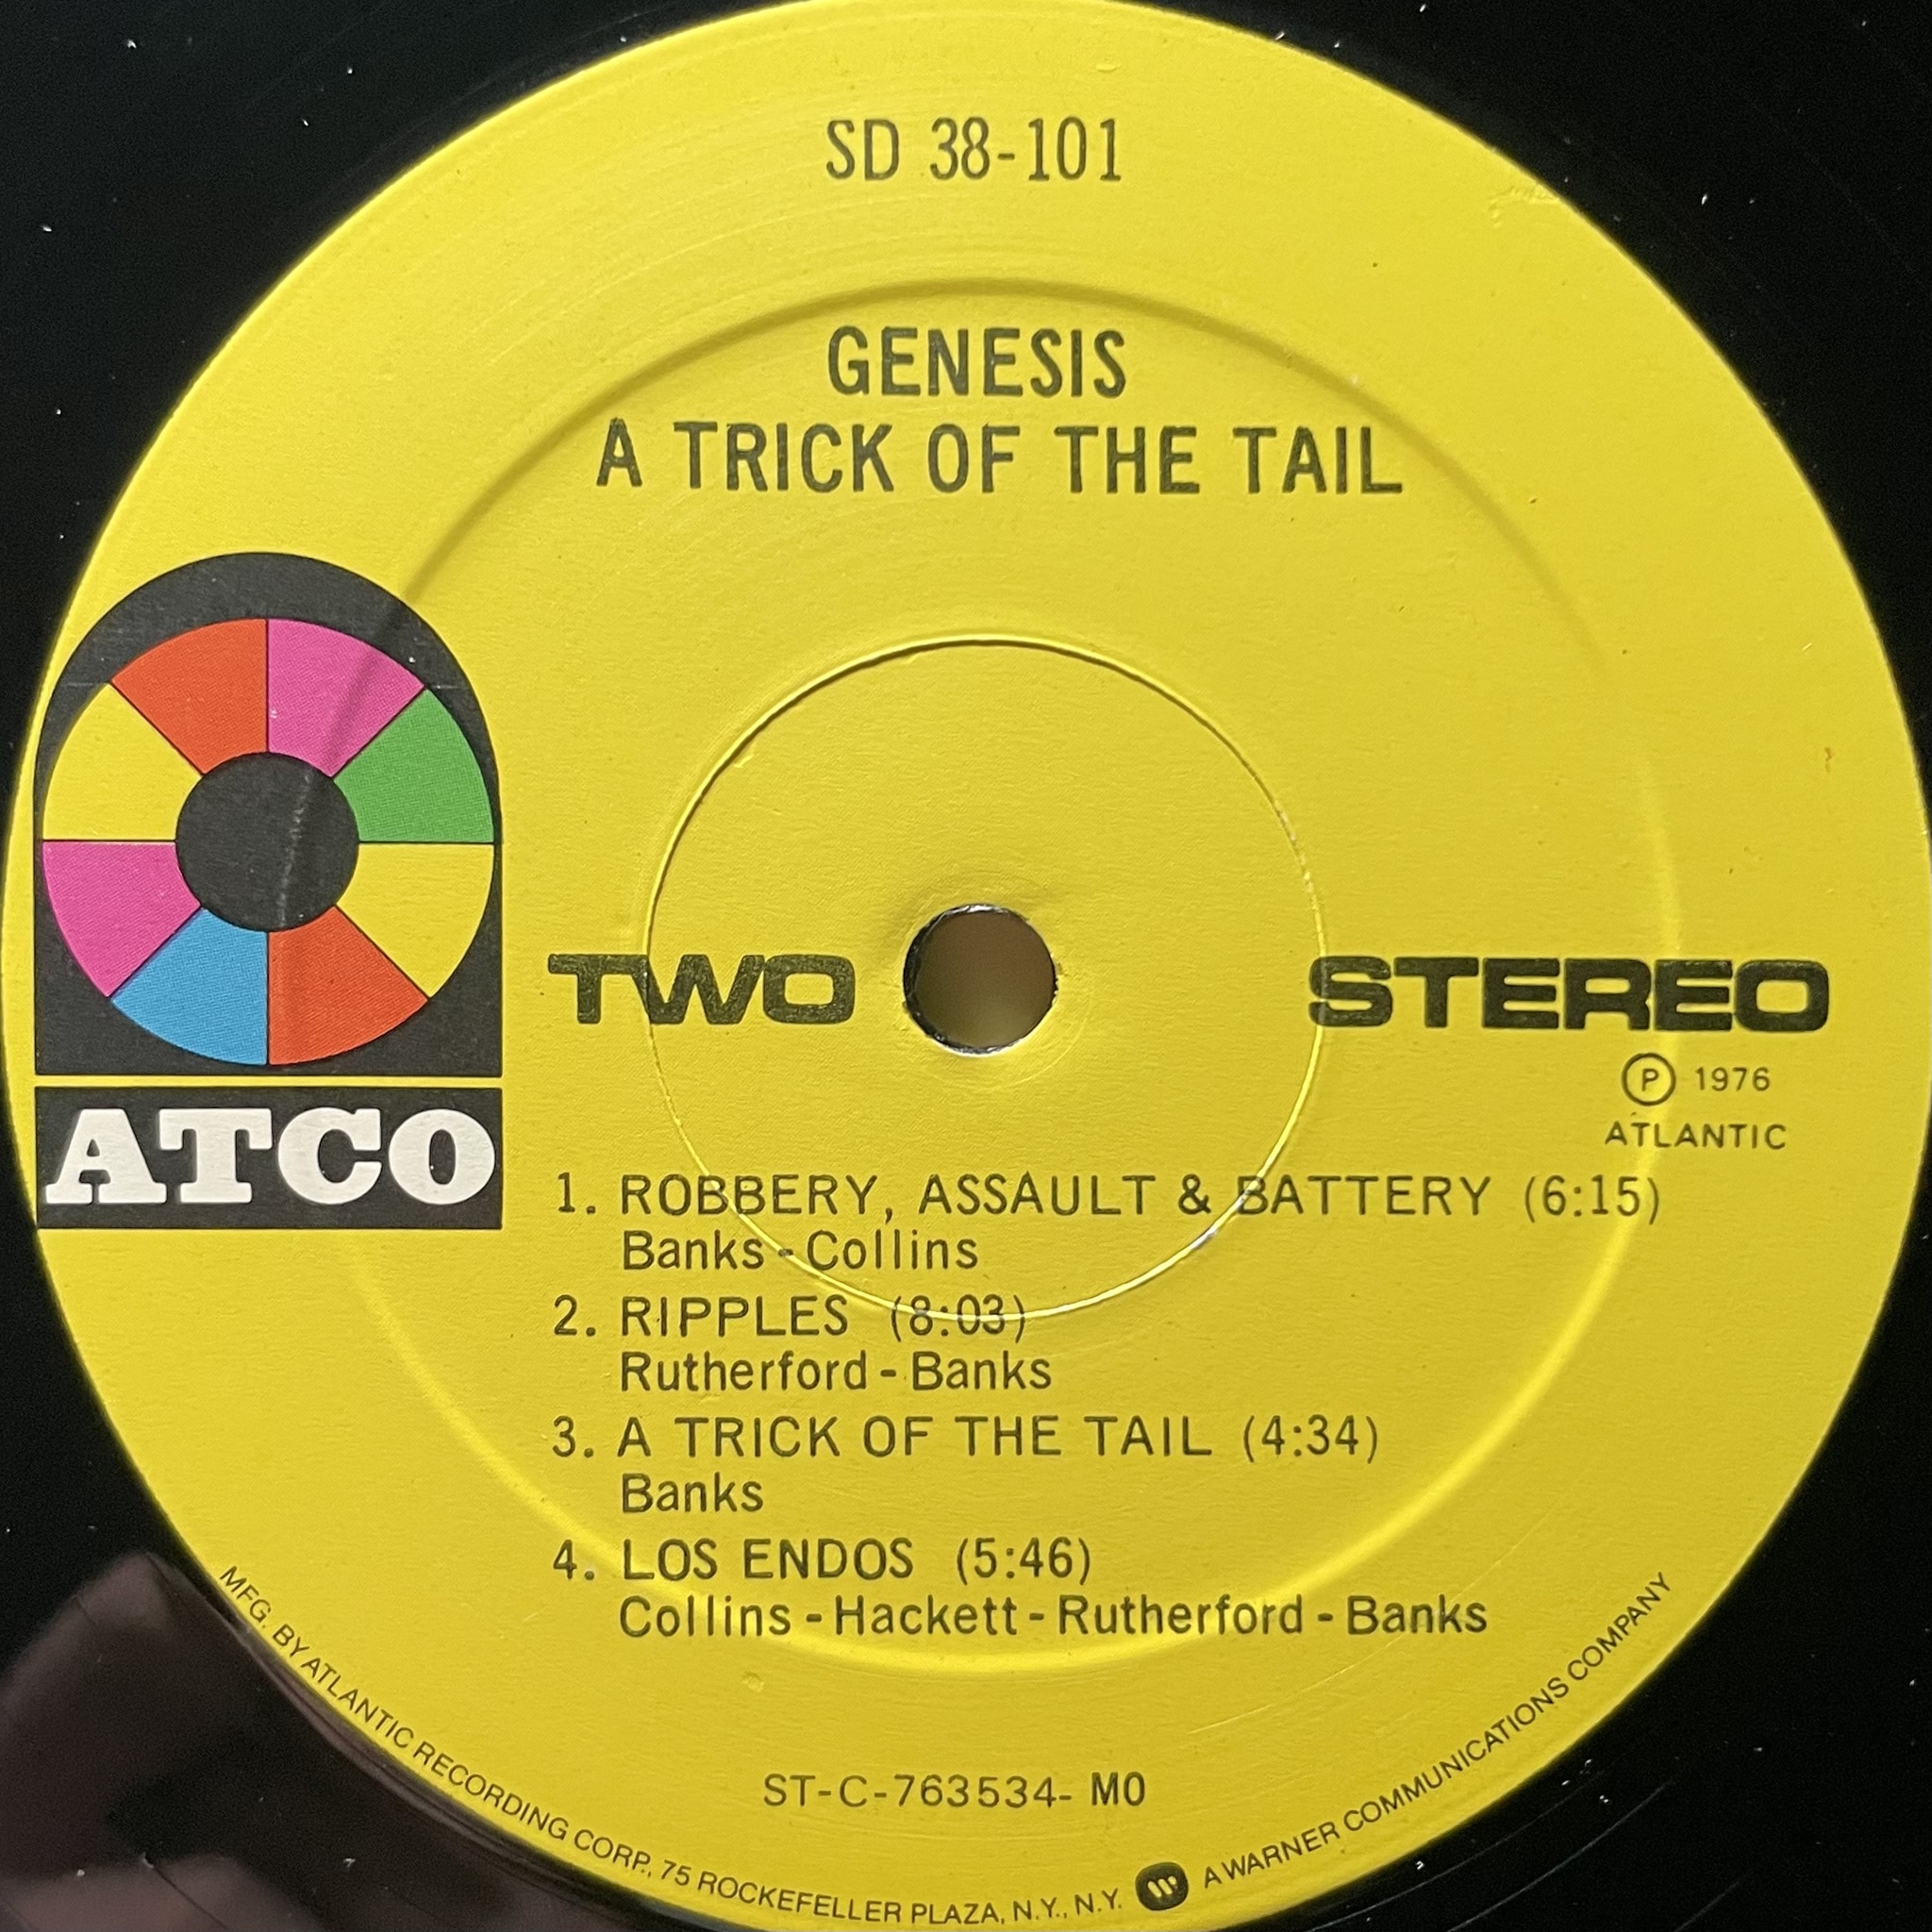 SD 38-101
GENESIS
A TRICK OF THE TAIL
ATCO
TWO
STEREO
Ⓟ 1976
ATLANTIC
1. ROBBERY, ASSAULT & BATTERY (6:15)
Banks - Collins
2. RIPPLES (8:03)
Rutherford - Banks
3. A TRICK OF THE TAIL (4:34)
Banks
4. LOS ENDOS (5:46)
Collins - Hackett - Rutherford - Banks
ST-C-763534- MO
MFG. BY ATLANTIC RECORDING CORP., 75 ROCKEFELLER PLAZA, N.Y., N.Y. A WARNER COMMUNICATIONS COMPANY